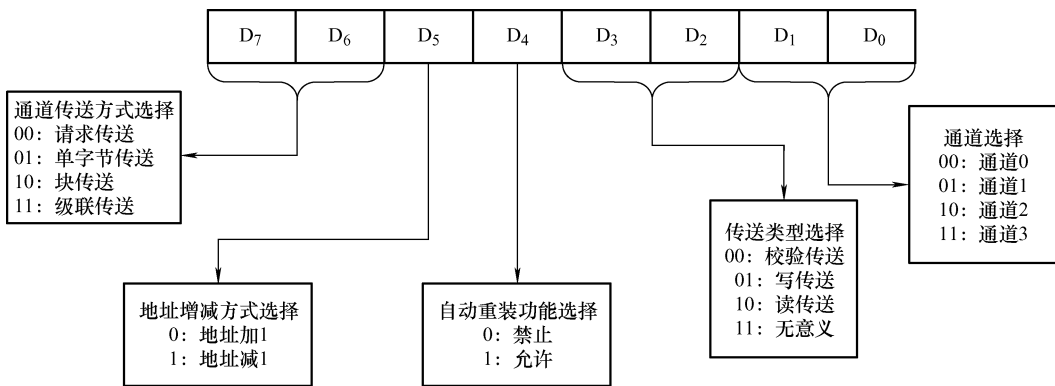 D₇ D₆ D₅ D₄ D₃ D₂ D₁ D₀
通道传送方式选择
00：请求传送
01：单字节传送
10：块传送
11：级联传送
地址增减方式选择
0：地址加1
1：地址减1
自动重装功能选择
0：禁止
1：允许
传送类型选择
00：校验传送
01：写传送
10：读传送
11：无意义
通道选择
00：通道0
01：通道1
10：通道2
11：通道3